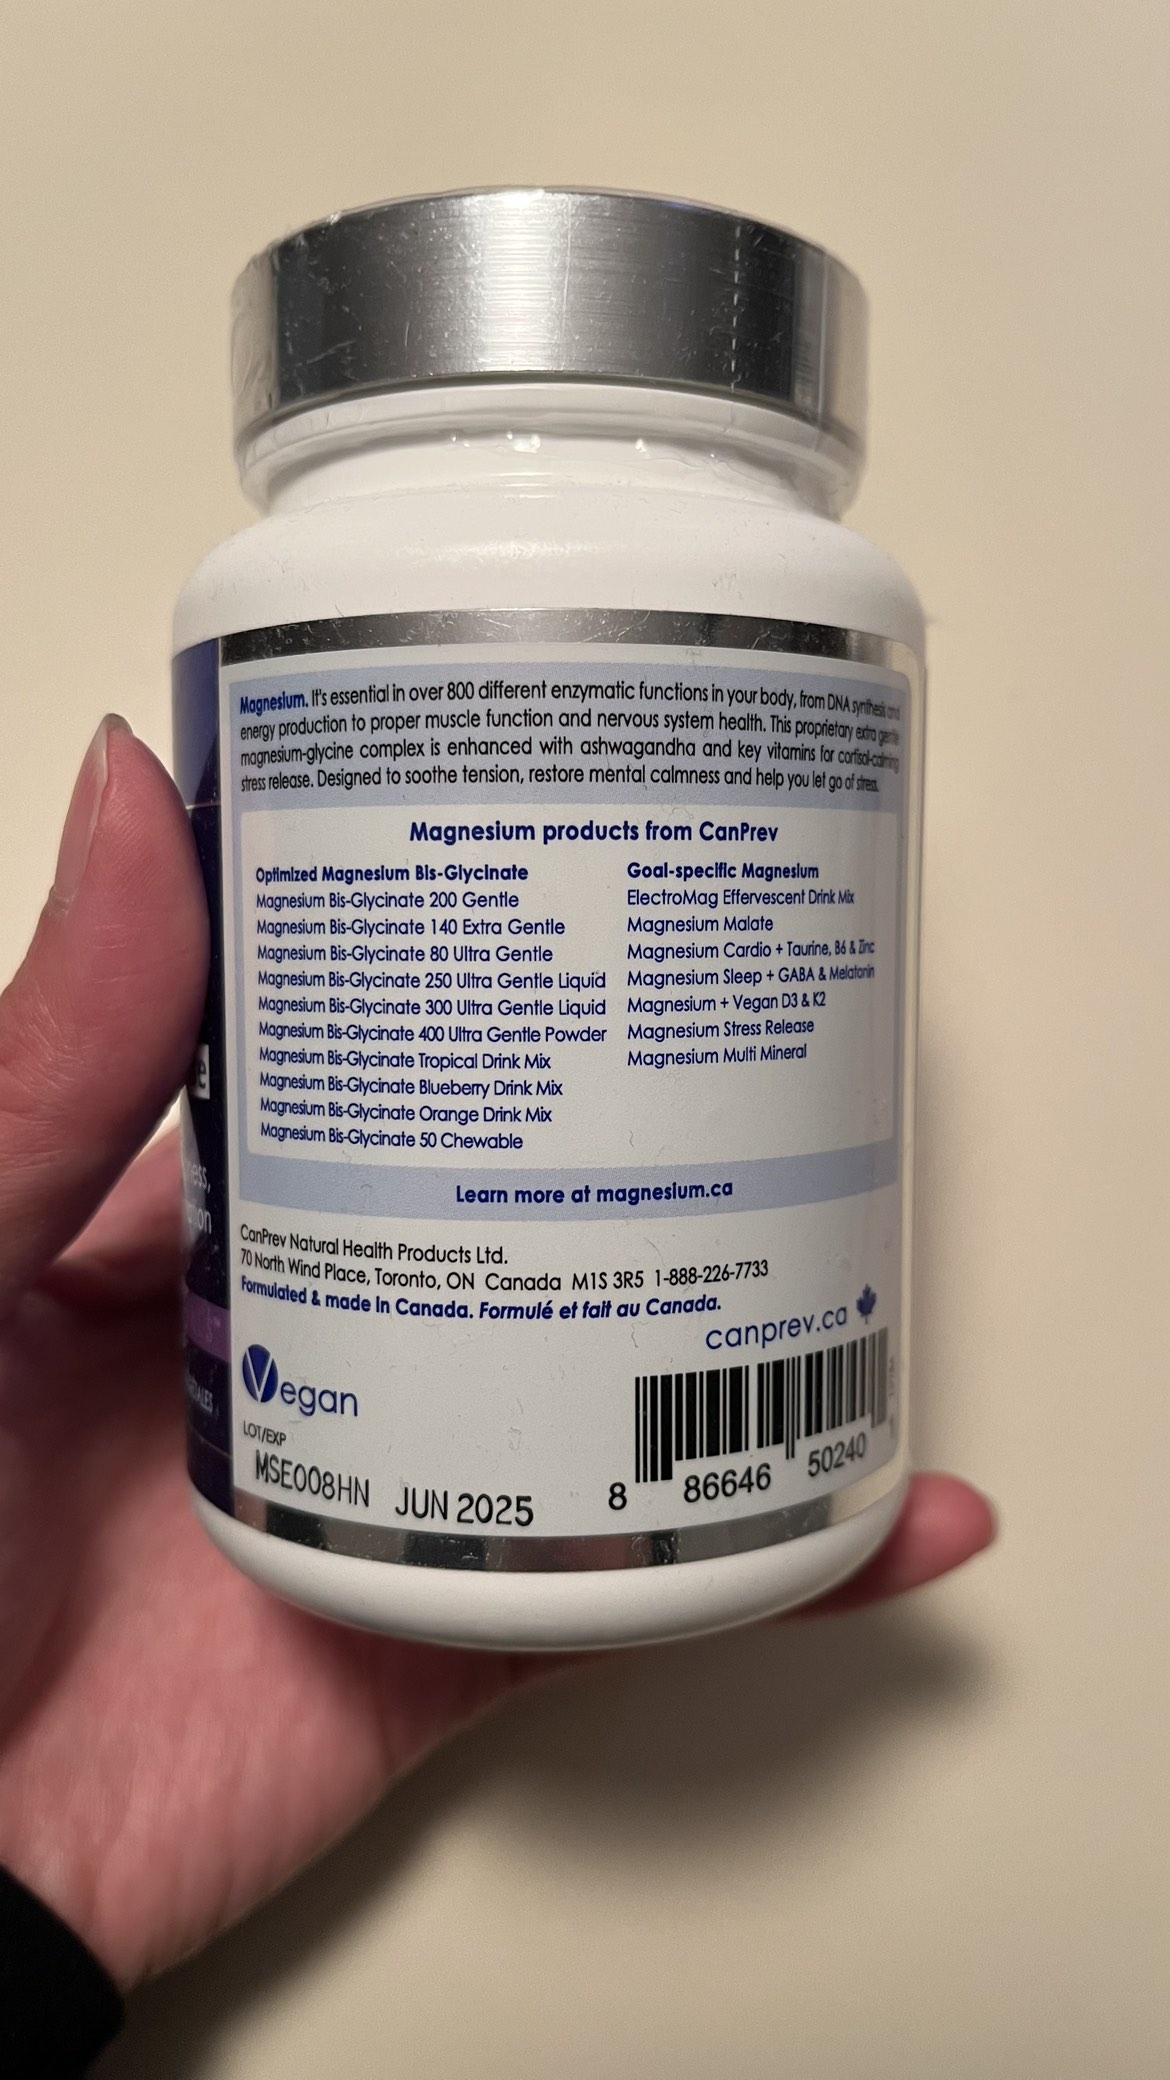 Magnesium. It's essential in over 800 different enzymatic functions in your body, from DNA synthesis and
energy production to proper muscle function and nervous system health. This proprietary extra gentle
magnesium-glycine complex is enhanced with ashwagandha and key vitamins for cortisol-calming
stress release. Designed to soothe tension, restore mental calmness and help you let go of stress.
Magnesium products from CanPrev
Optimized Magnesium Bis-Glycinate
Magnesium Bis-Glycinate 200 Gentle
Magnesium Bis-Glycinate 140 Extra Gentle
Magnesium Bis-Glycinate 80 Ultra Gentle
Magnesium Bis-Glycinate 250 Ultra Gentle Liquid
Magnesium Bis-Glycinate 300 Ultra Gentle Liquid
Magnesium Bis-Glycinate 400 Ultra Gentle Powder
Magnesium Bis-Glycinate Tropical Drink Mix
Magnesium Bis-Glycinate Blueberry Drink Mix
Magnesium Bis-Glycinate Orange Drink Mix
Magnesium Bis-Glycinate 50 Chewable
Goal-specific Magnesium
ElectroMag Effervescent Drink Mix
Magnesium Malate
Magnesium Cardio + Taurine, B6 & Zinc
Magnesium Sleep + GABA & Melatonin
Magnesium + Vegan D3 & K2
Magnesium Stress Release
Magnesium Multi Mineral
Learn more at magnesium.ca
CanPrev Natural Health Products Ltd.
70 North Wind Place, Toronto, ON Canada M1S 3R5 1-888-226-7733
Formulated & made in Canada. Formulé et fait au Canada.
canprev.ca
Vegan
LOT/EXP
MSE008HN JUN 2025
8 86646 50240